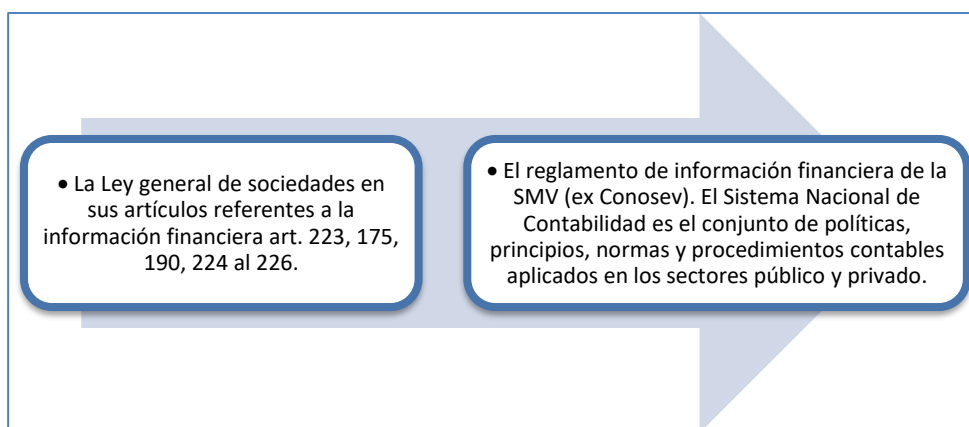 • La Ley general de sociedades en
sus artículos referentes a la
información financiera art. 223, 175,
190, 224 al 226.
• El reglamento de información financiera de la
SMV (ex Conosev). El Sistema Nacional de
Contabilidad es el conjunto de políticas,
principios, normas y procedimientos contables
aplicados en los sectores público y privado.